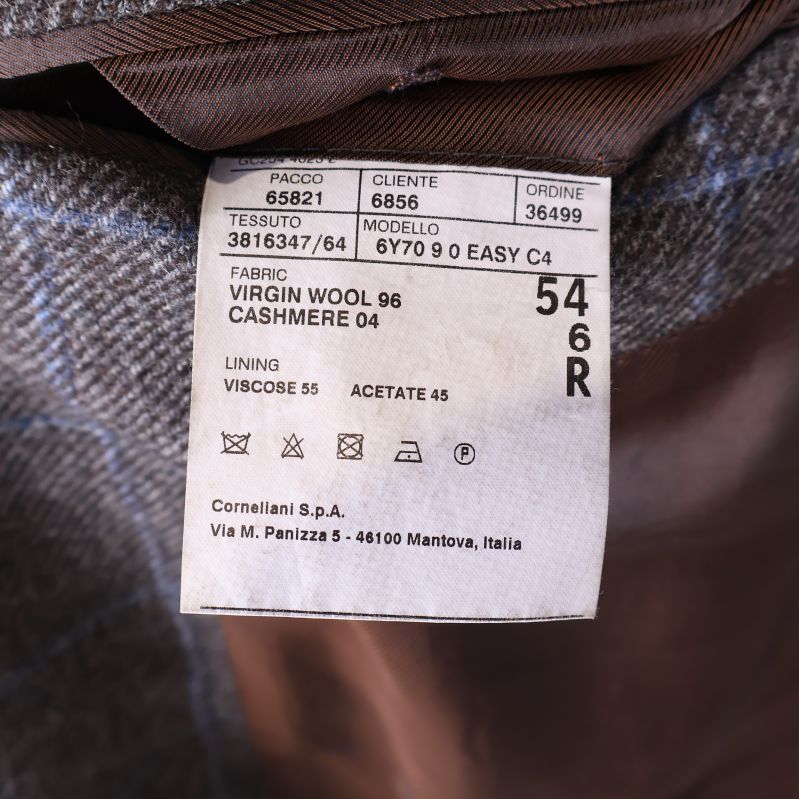 PACCO CLIENTE ORDINE
65821 6856 36499
TESSUTO MODELLO
3816347/64 6Y70 9 0 EASY C4
FABRIC
VIRGIN WOOL 96 54
CASHMERE 04 6
LINING R
VISCOSE 55 ACETATE 45
P
Corneliani S.p.A.
Via M. Panizza 5 - 46100 Mantova, Italia